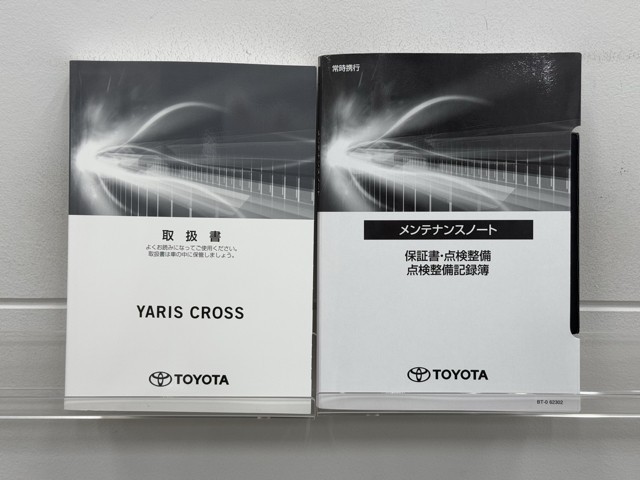 取扱書
よくお読みになってご使用ください。
取扱書は車の中に保管しましょう。
YARIS CROSS
TOYOTA
常時携行
メンテナンスノート
保証書・点検整備
点検整備記録簿
TOYOTA